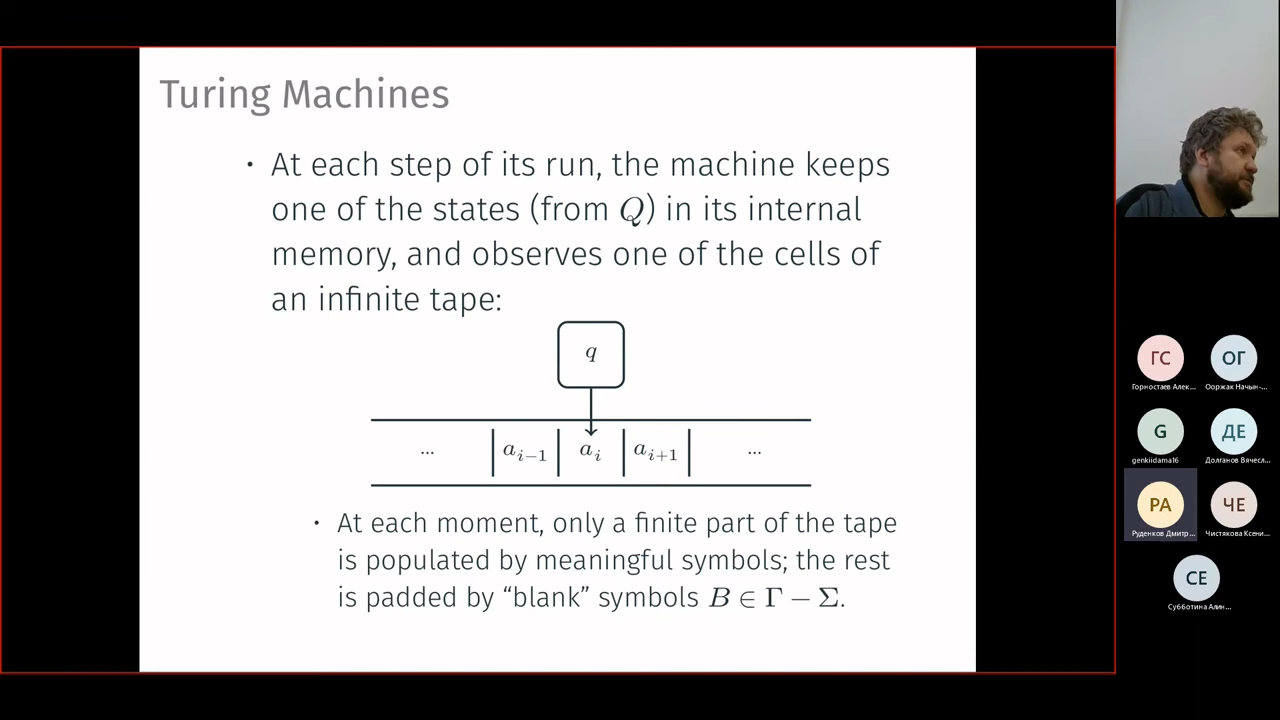 Turing Machines
• At each step of its run, the machine keeps
one of the states (from Q) in its internal
memory, and observes one of the cells of
an infinite tape:
q
... a_{i−1} a_i a_{i+1} ...
• At each moment, only a finite part of the tape
is populated by meaningful symbols; the rest
is padded by “blank” symbols B ∈ Γ − Σ.
ГС ОГ
Горностаев Алек... Ооржак Начын-...
G ДЕ
genkiidama16 Долганов Вячесл...
РА ЧЕ
Руденков Дмитр... Чистякова Ксени...
СЕ
Субботина Алин...